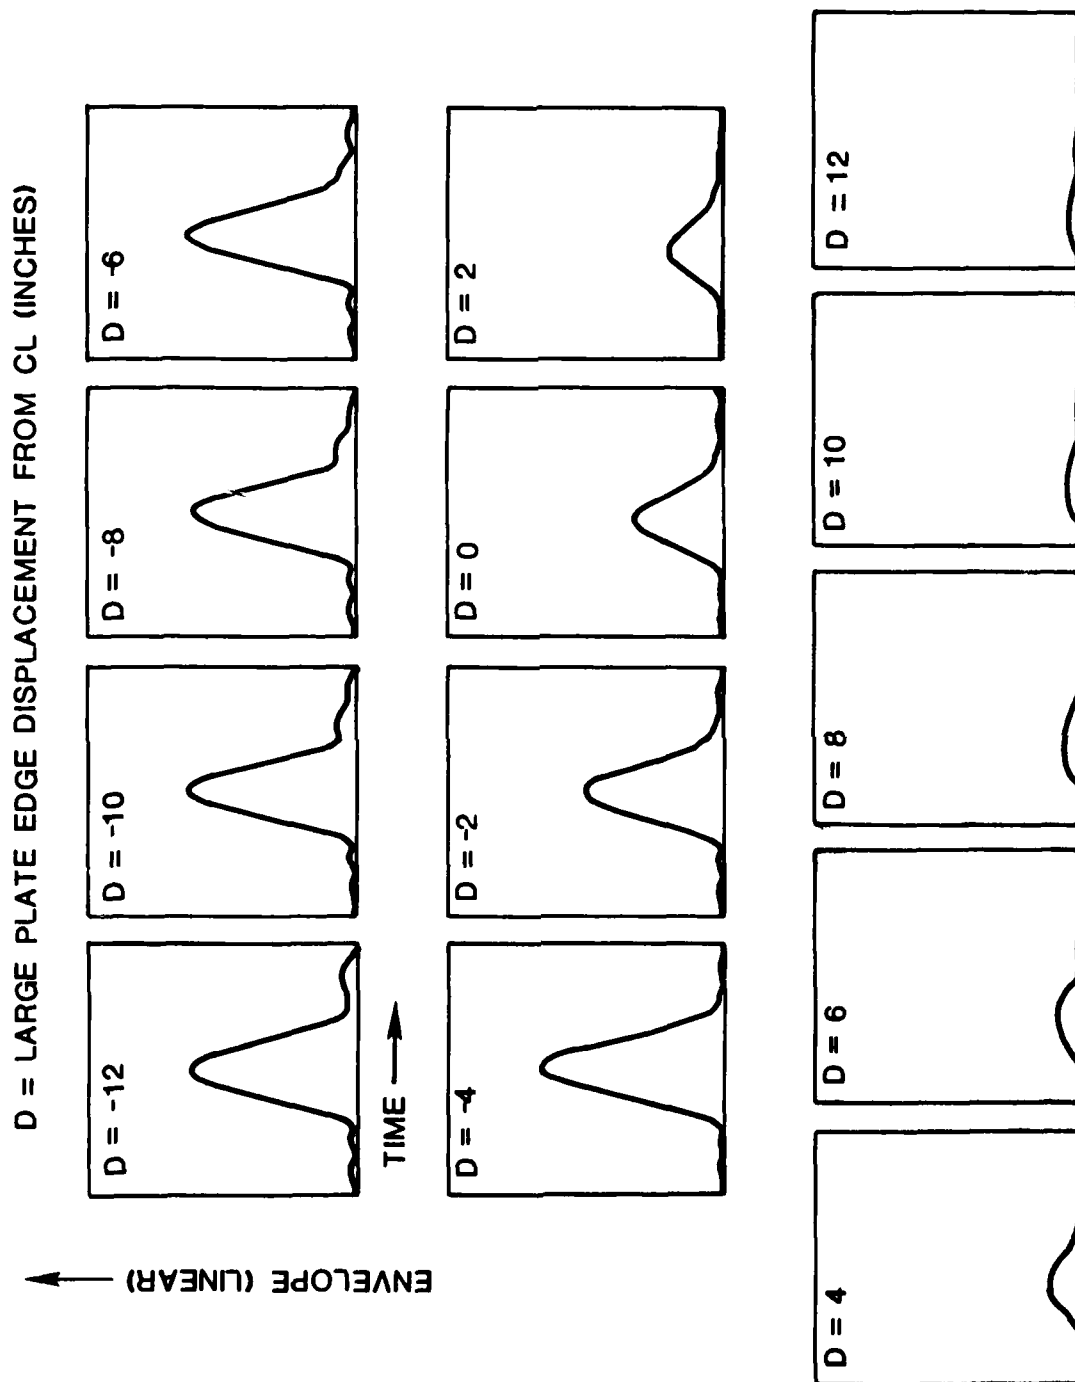 D = LARGE PLATE EDGE DISPLACEMENT FROM CL (INCHES)
ENVELOPE (LINEAR)
D = -12
D = -10
D = -8
D = -6
TIME
D = -4
D = -2
D = 0
D = 2
D = 4
D = 6
D = 8
D = 10
D = 12